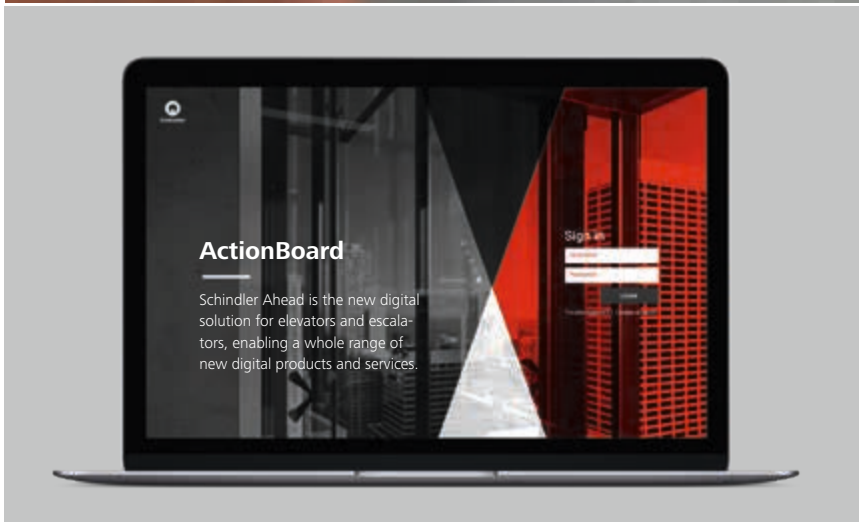 ActionBoard
Schindler Ahead is the new digital
solution for elevators and escala-
tors, enabling a whole range of
new digital products and services.
Sign in